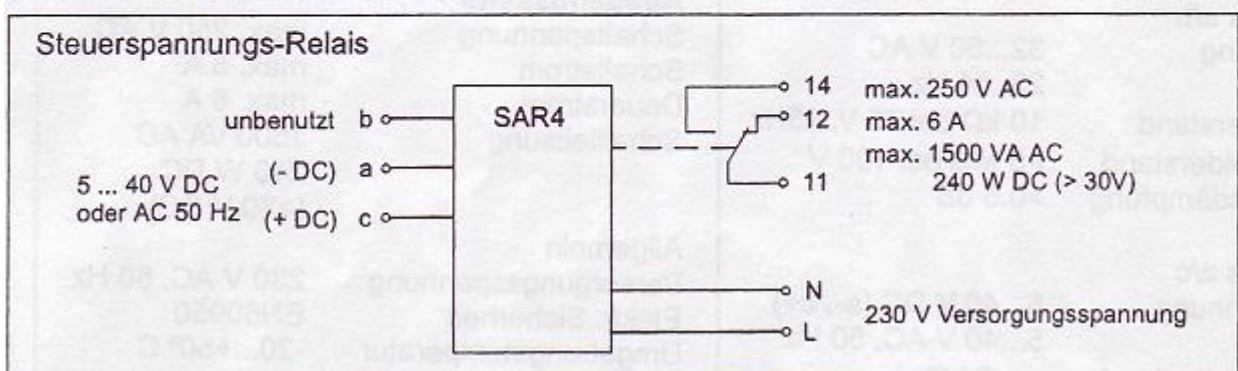 Steuerspannungs-Relais
unbenutzt b
SAR4
14 max. 250 V AC
12 max. 6 A
max. 1500 VA AC
11 240 W DC (> 30V)
(- DC) a
5 ... 40 V DC
oder AC 50 Hz
(+ DC) c
N
230 V Versorgungsspannung
L